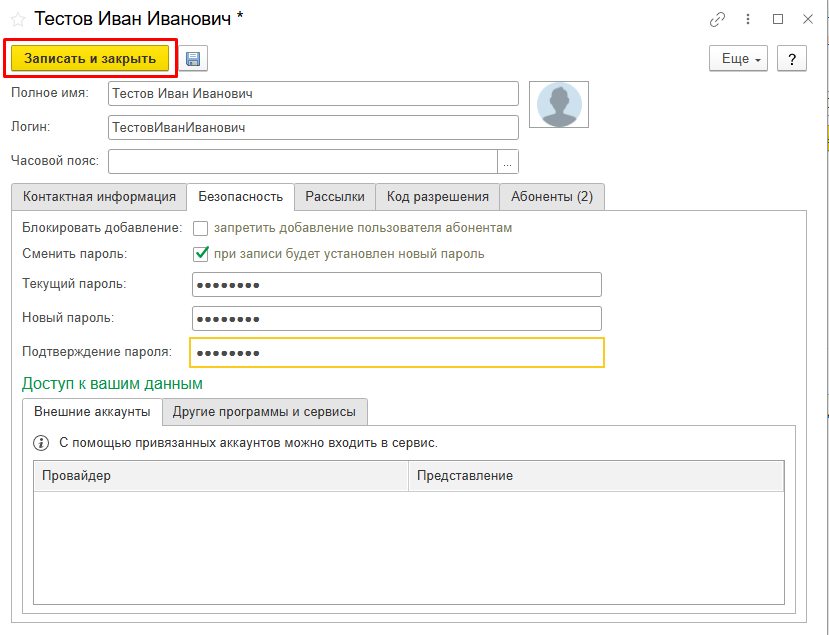 Тестов Иван Иванович *
Записать и закрыть
Еще
?
Полное имя: Тестов Иван Иванович
Логин: ТестовИванИванович
Часовой пояс: ...
Контактная информация Безопасность Рассылки Код разрешения Абоненты (2)
Блокировать добавление: запретить добавление пользователя абонентам
Сменить пароль: при записи будет установлен новый пароль
Текущий пароль: ●●●●●●●●
Новый пароль: ●●●●●●●●
Подтверждение пароля: ●●●●●●●●
Доступ к вашим данным
Внешние аккаунты Другие программы и сервисы
С помощью привязанных аккаунтов можно входить в сервис.
Провайдер Представление